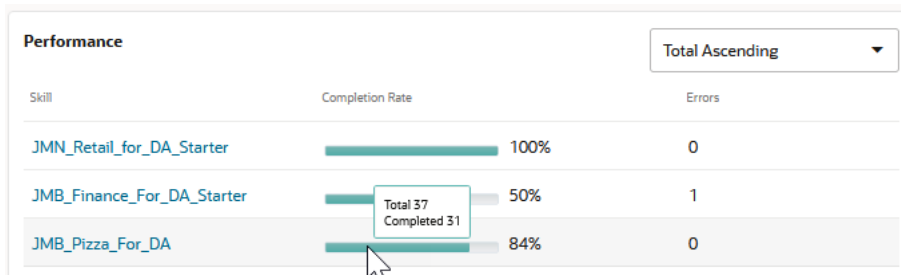 Performance
Total Ascending
Skill Completion Rate Errors
JMN_Retail_for_DA_Starter 100% 0
JMB_Finance_For_DA_Starter 50% 1
Total 37
Completed 31
JMB_Pizza_For_DA 84% 0